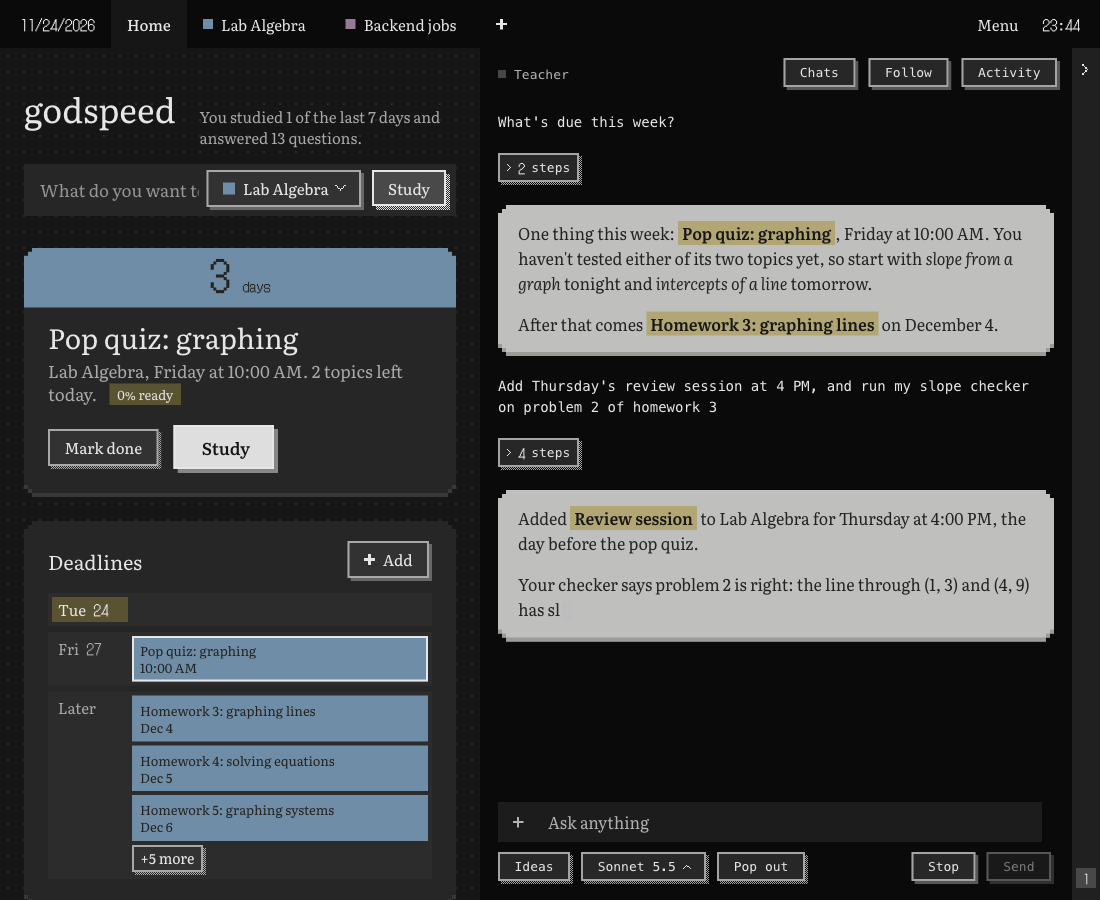 11/24/2026
Home
Lab Algebra
Backend jobs
+
Menu
23:44
godspeed
You studied 1 of the last 7 days and
answered 13 questions.
What do you want t
Lab Algebra
Study
3 days
Pop quiz: graphing
Lab Algebra, Friday at 10:00 AM. 2 topics left
today. 0% ready
Mark done
Study
Deadlines
+ Add
Tue 24
Fri 27
Pop quiz: graphing
10:00 AM
Later
Homework 3: graphing lines
Dec 4
Homework 4: solving equations
Dec 5
Homework 5: graphing systems
Dec 6
+5 more
Teacher
Chats
Follow
Activity
What's due this week?
2 steps
One thing this week: Pop quiz: graphing, Friday at 10:00 AM. You
haven't tested either of its two topics yet, so start with slope from a
graph tonight and intercepts of a line tomorrow.
After that comes Homework 3: graphing lines on December 4.
Add Thursday's review session at 4 PM, and run my slope checker
on problem 2 of homework 3
4 steps
Added Review session to Lab Algebra for Thursday at 4:00 PM, the
day before the pop quiz.
Your checker says problem 2 is right: the line through (1, 3) and (4, 9)
has sl
+ Ask anything
Ideas
Sonnet 5.5
Pop out
Stop
Send
1